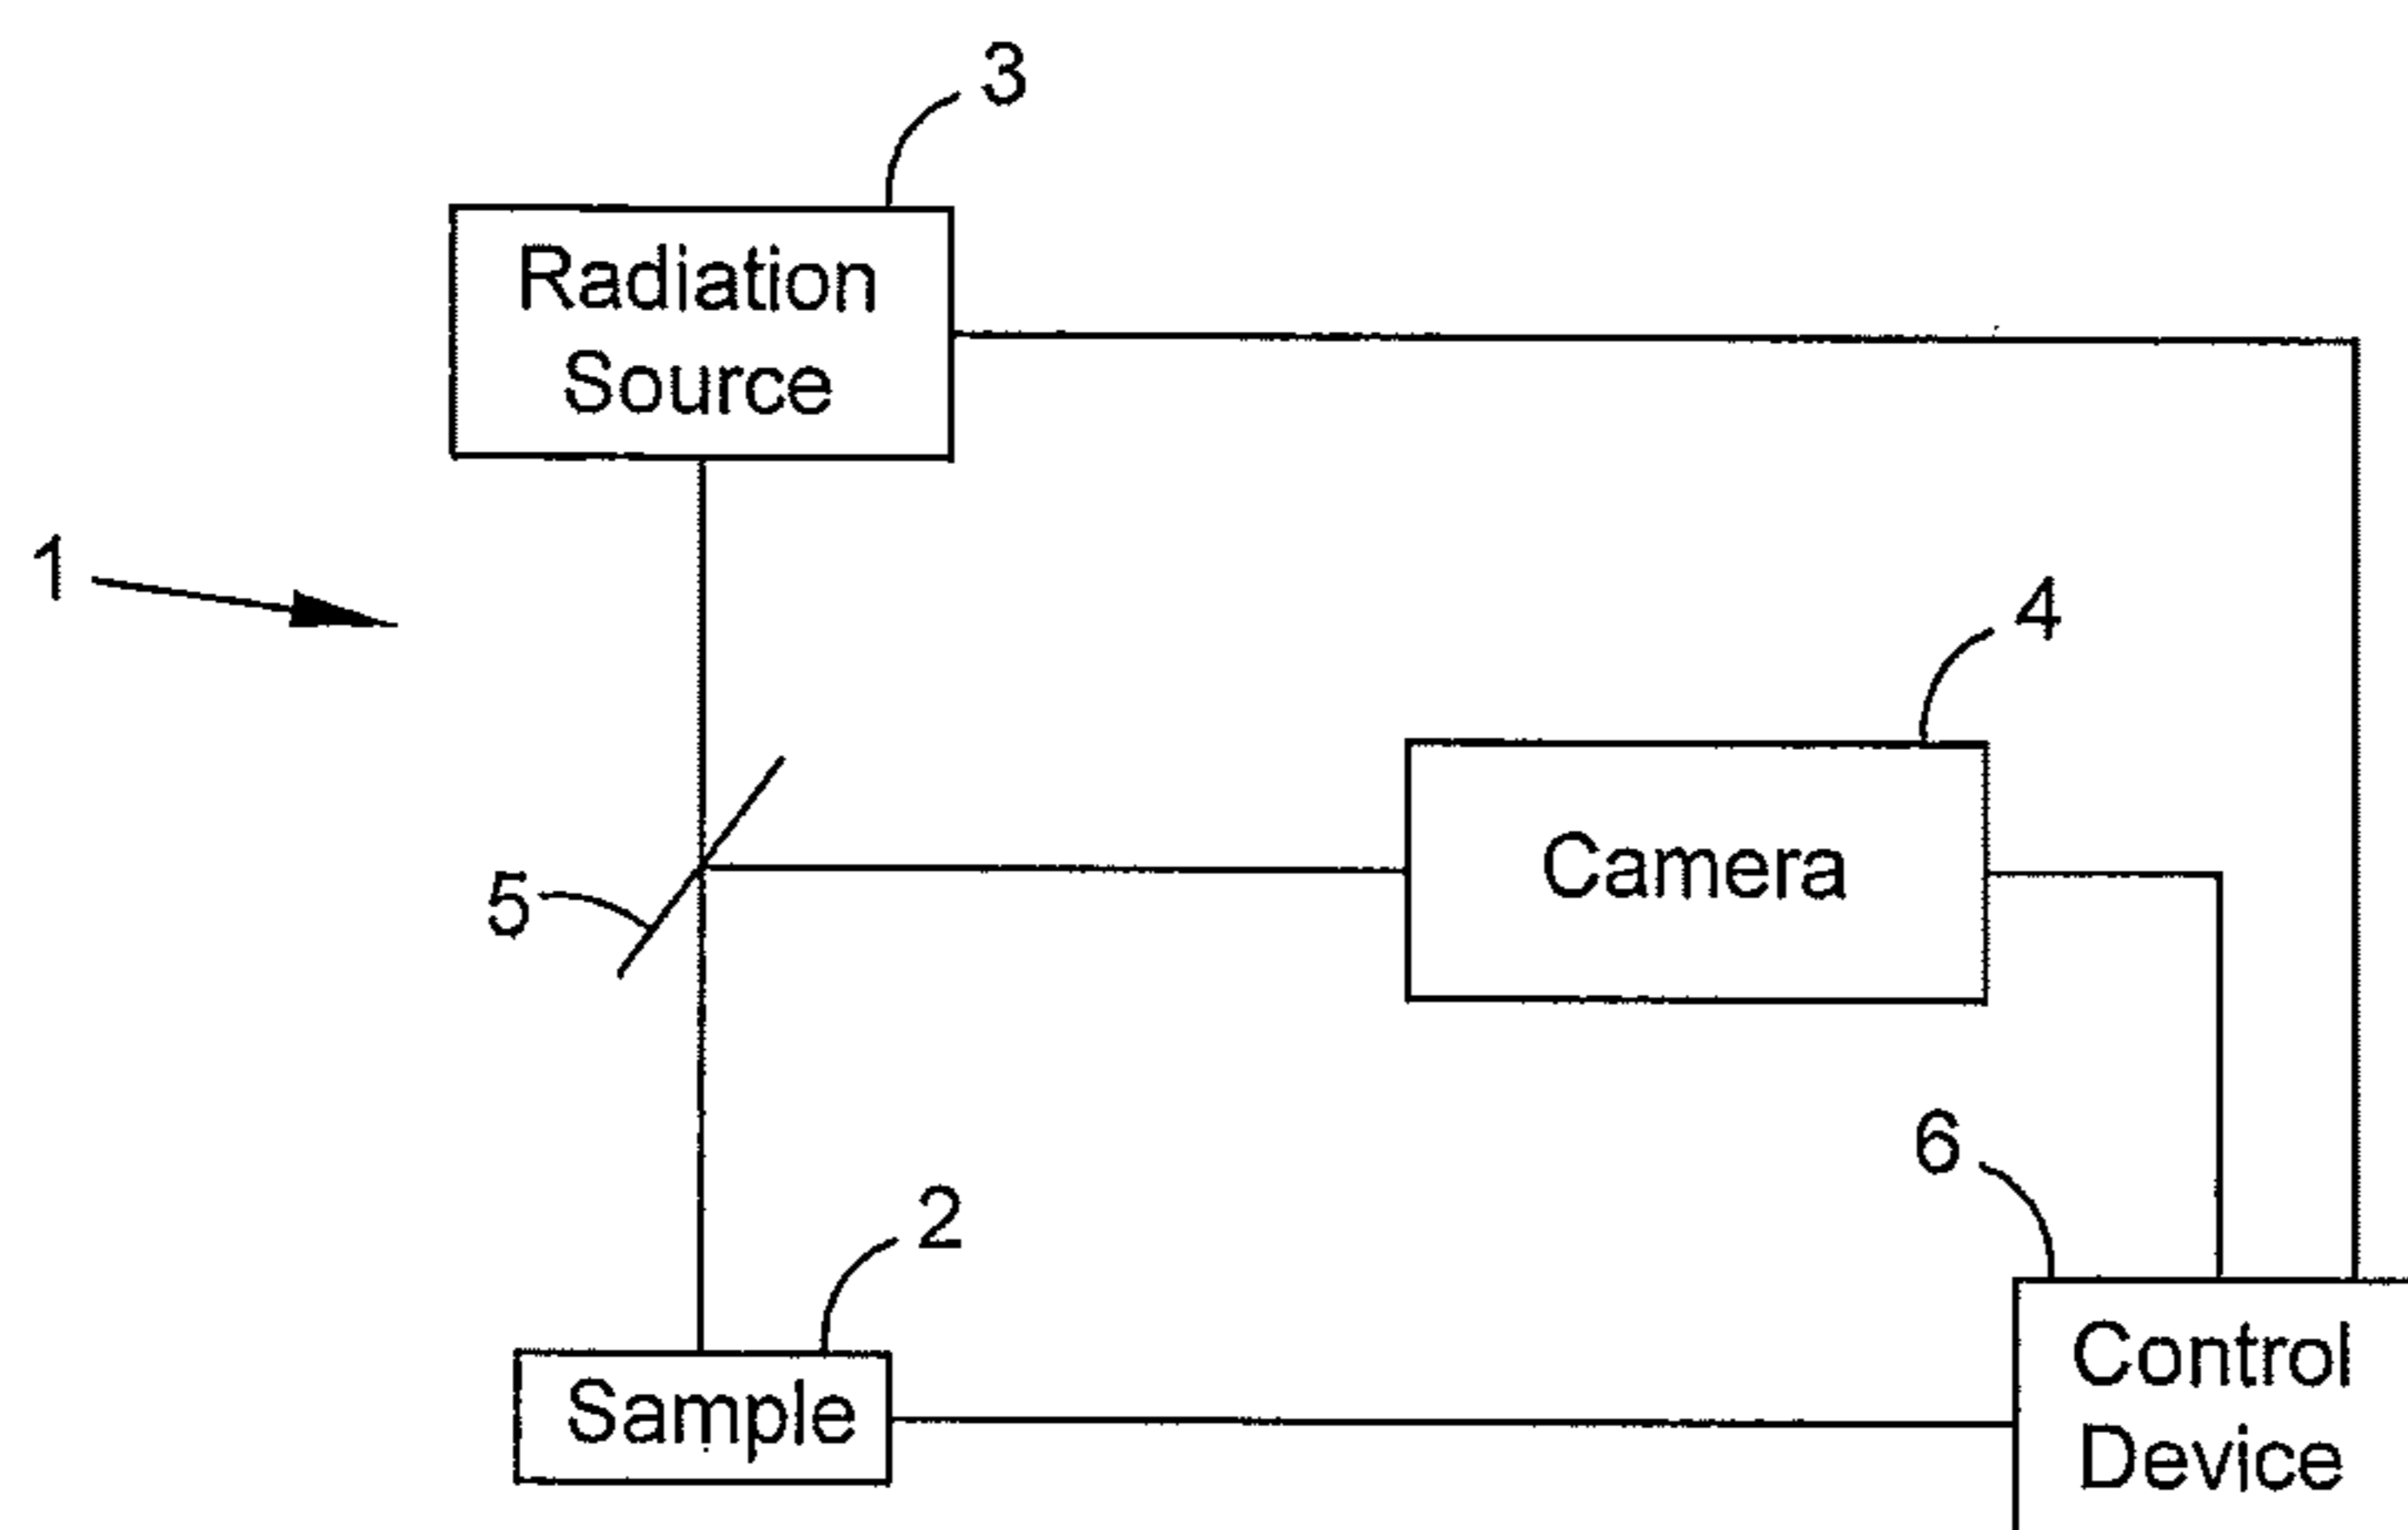 3
Radiation
Source
1
4
Camera
5
6
2
Control
Sample
Device